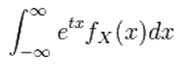 ∫_{-∞}^{∞} e^{tx} f_X(x)dx